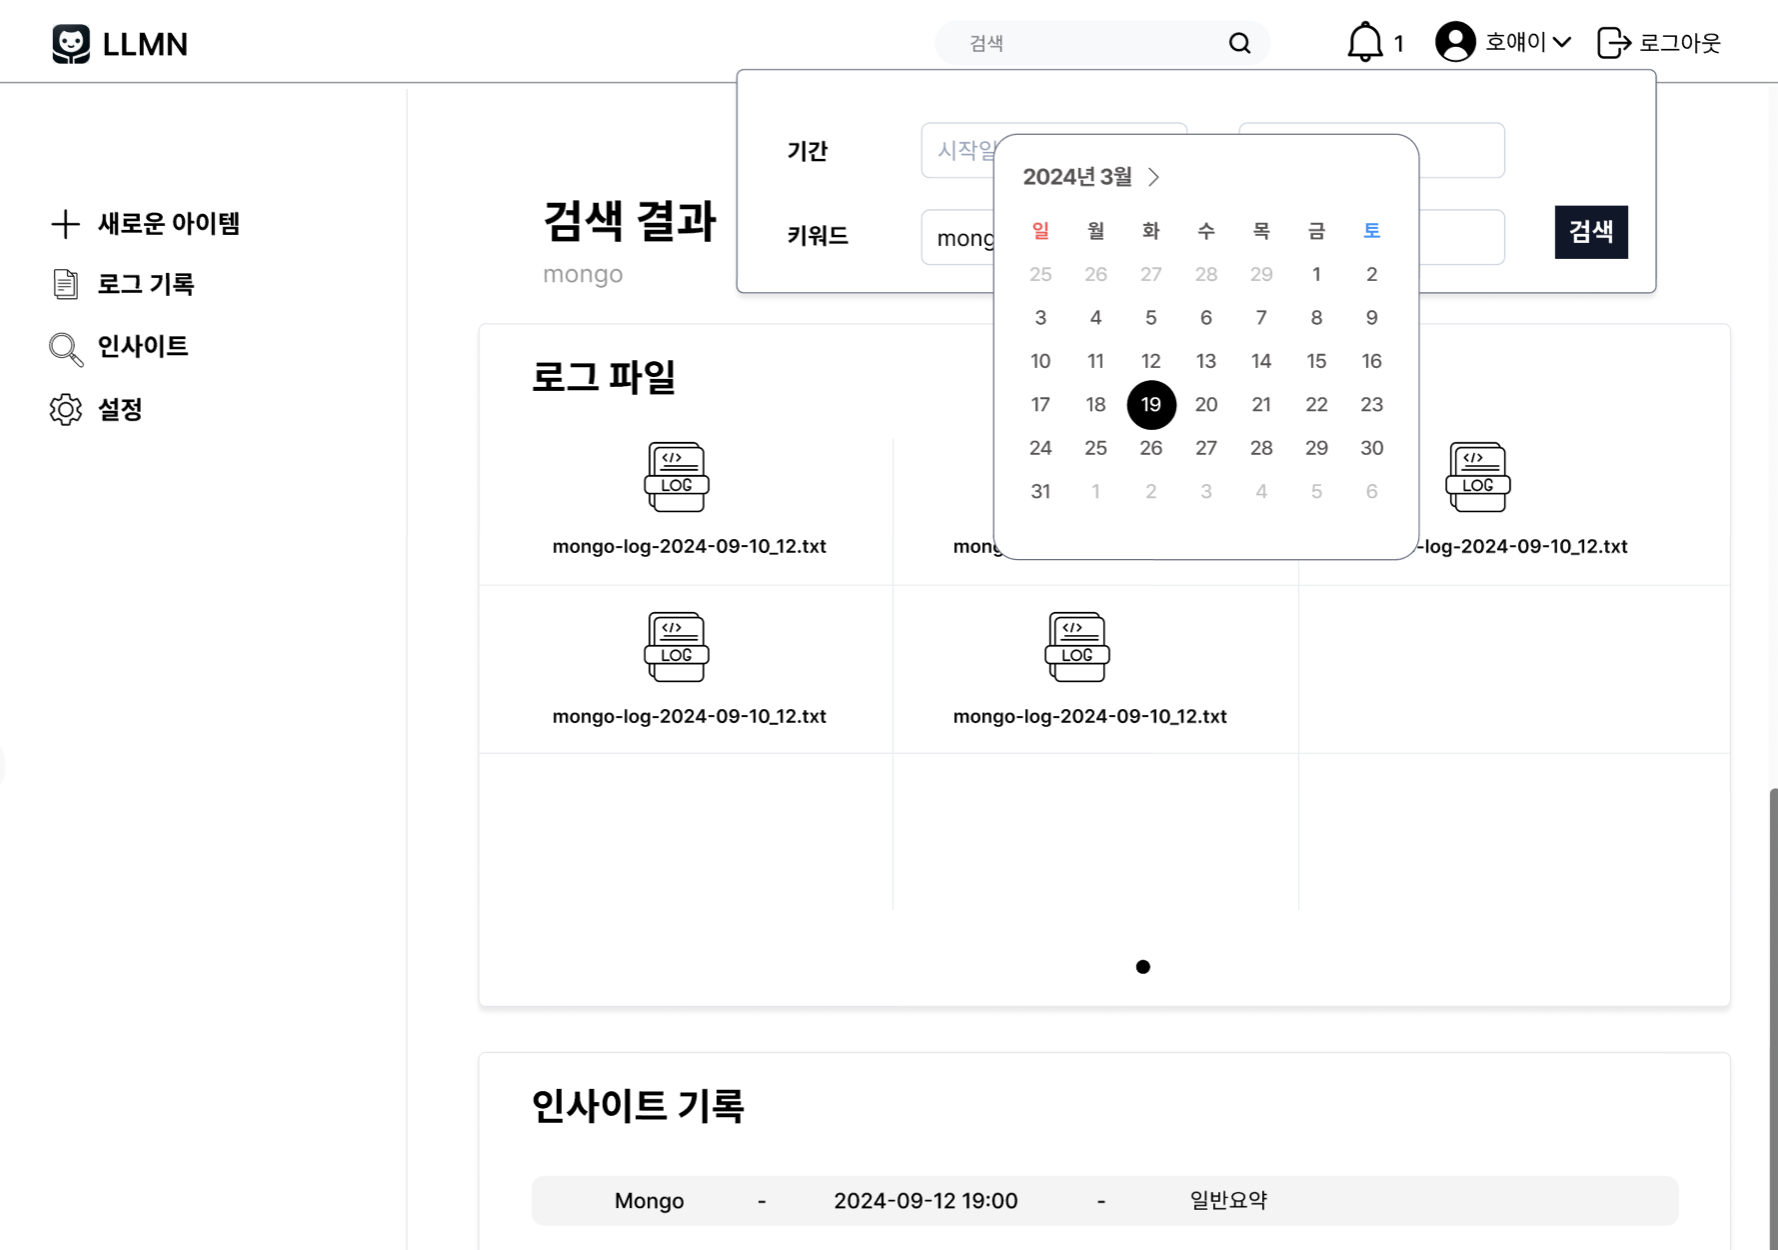 LLMN
검색
1
호얘이
로그아웃
기간
시작일
키워드
mong
검색
2024년 3월
일 월 화 수 목 금 토
25 26 27 28 29 1 2
3 4 5 6 7 8 9
10 11 12 13 14 15 16
17 18 19 20 21 22 23
24 25 26 27 28 29 30
31 1 2 3 4 5 6
새로운 아이템
로그 기록
인사이트
설정
검색 결과
mongo
로그 파일
</> LOG
mongo-log-2024-09-10_12.txt
mong
</> LOG
-log-2024-09-10_12.txt
</> LOG
mongo-log-2024-09-10_12.txt
</> LOG
mongo-log-2024-09-10_12.txt
인사이트 기록
Mongo - 2024-09-12 19:00 - 일반요약